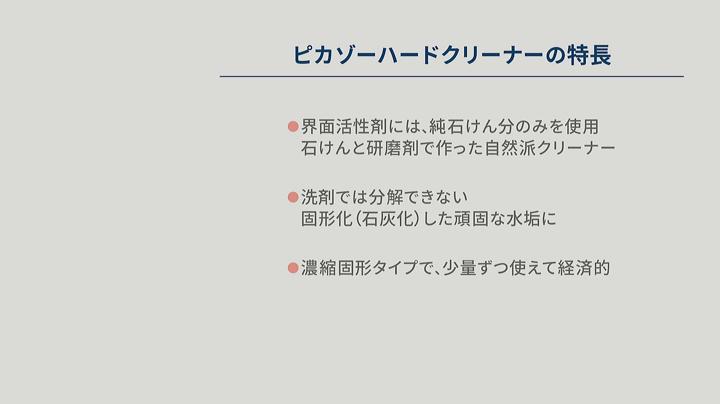 ピカゾーハードクリーナーの特長
●界面活性剤には、純石けん分のみを使用
石けんと研磨剤で作った自然派クリーナー
●洗剤では分解できない
固形化（石灰化）した頑固な水垢に
●濃縮固形タイプで、少量ずつ使えて経済的